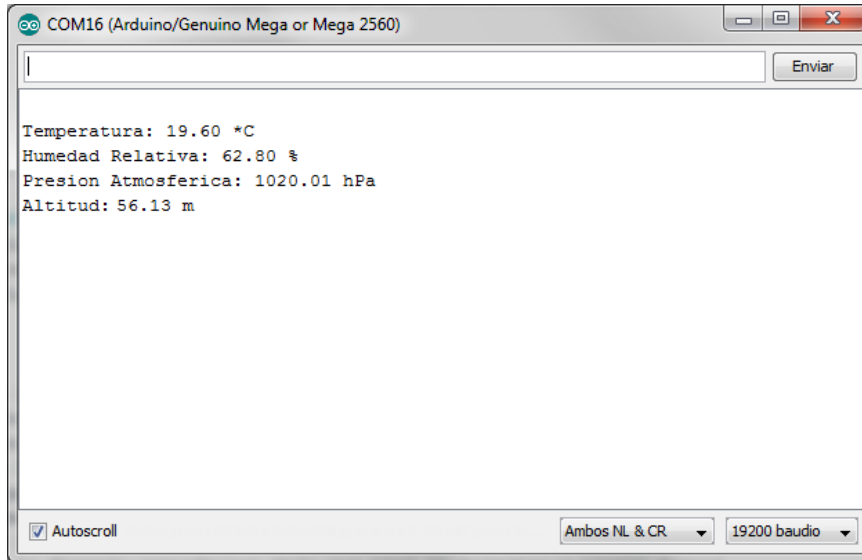 COM16 (Arduino/Genuino Mega or Mega 2560)
Enviar
Temperatura: 19.60 *C
Humedad Relativa: 62.80 %
Presion Atmosferica: 1020.01 hPa
Altitud: 56.13 m
Autoscroll
Ambos NL & CR
19200 baudio